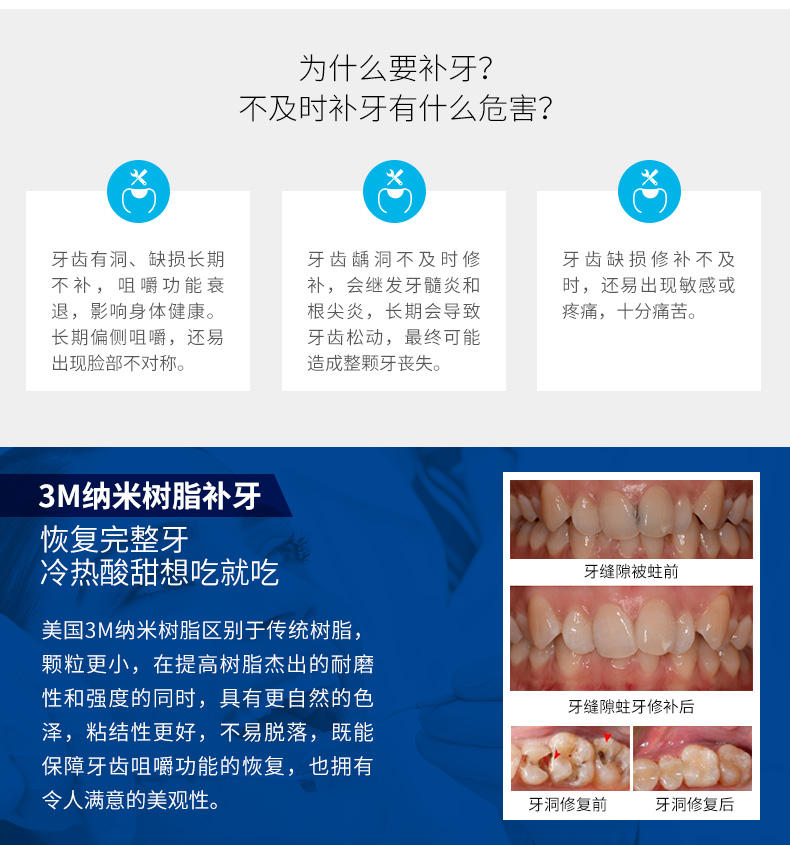 为什么要补牙?
不及时补牙有什么危害?
牙齿有洞、缺损长期
不补，咀嚼功能衰
退，影响身体健康。
长期偏侧咀嚼，还易
出现脸部不对称。
牙齿龋洞不及时修
补，会继发牙髓炎和
根尖炎，长期会导致
牙齿松动，最终可能
造成整颗牙丧失。
牙齿缺损修补不及
时，还易出现敏感或
疼痛，十分痛苦。
3M纳米树脂补牙
恢复完整牙
冷热酸甜想吃就吃
美国3M纳米树脂区别于传统树脂，
颗粒更小，在提高树脂杰出的耐磨
性和强度的同时，具有更自然的色
泽，粘结性更好，不易脱落，既能
保障牙齿咀嚼功能的恢复，也拥有
令人满意的美观性。
牙缝隙被蛀前
牙缝隙蛀牙修补后
牙洞修复前
牙洞修复后